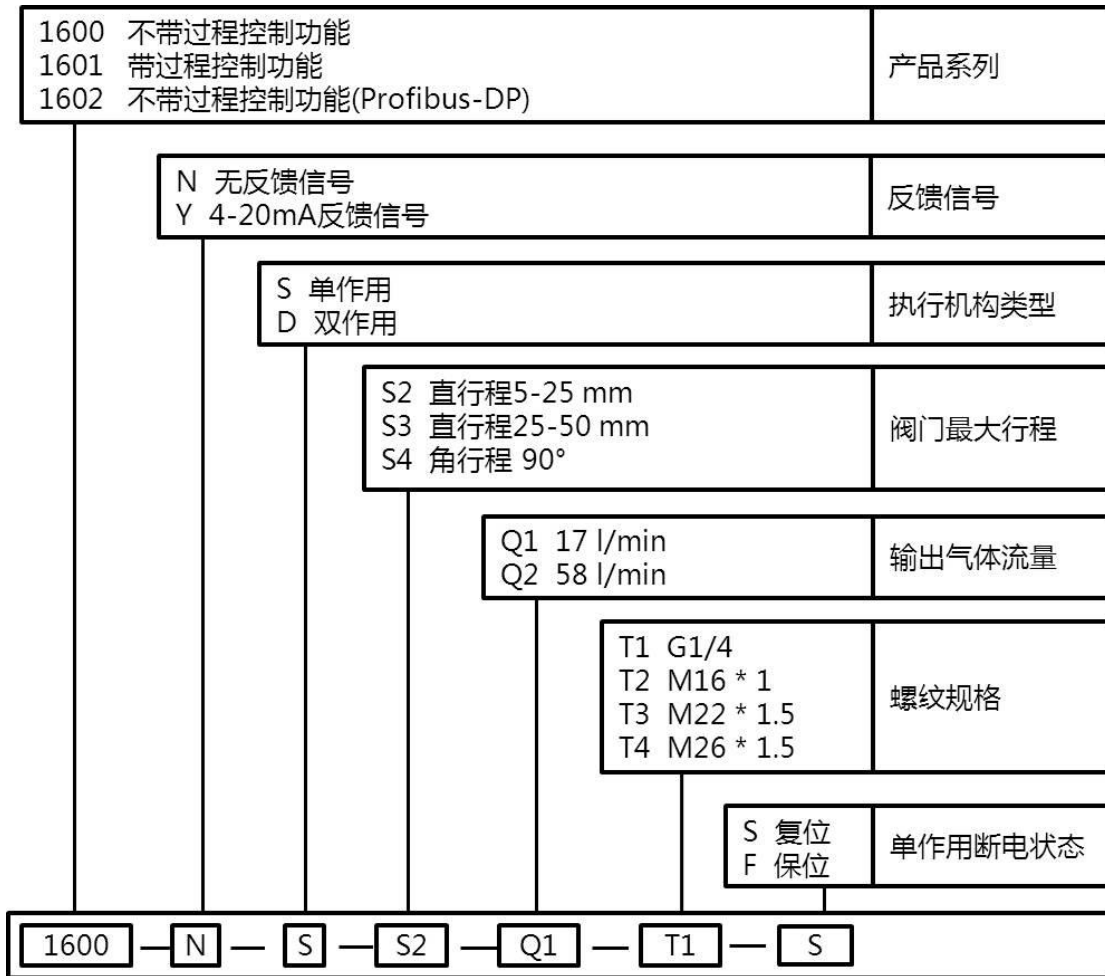 1600 不带过程控制功能
1601 带过程控制功能
1602 不带过程控制功能(Profibus-DP)
产品系列
N 无反馈信号
Y 4-20mA反馈信号
反馈信号
S 单作用
D 双作用
执行机构类型
S2 直行程5-25 mm
S3 直行程25-50 mm
S4 角行程 90°
阀门最大行程
Q1 17 l/min
Q2 58 l/min
输出气体流量
T1 G1/4
T2 M16 * 1
T3 M22 * 1.5
T4 M26 * 1.5
螺纹规格
S 复位
F 保位
单作用断电状态
1600 — N — S — S2 — Q1 — T1 — S